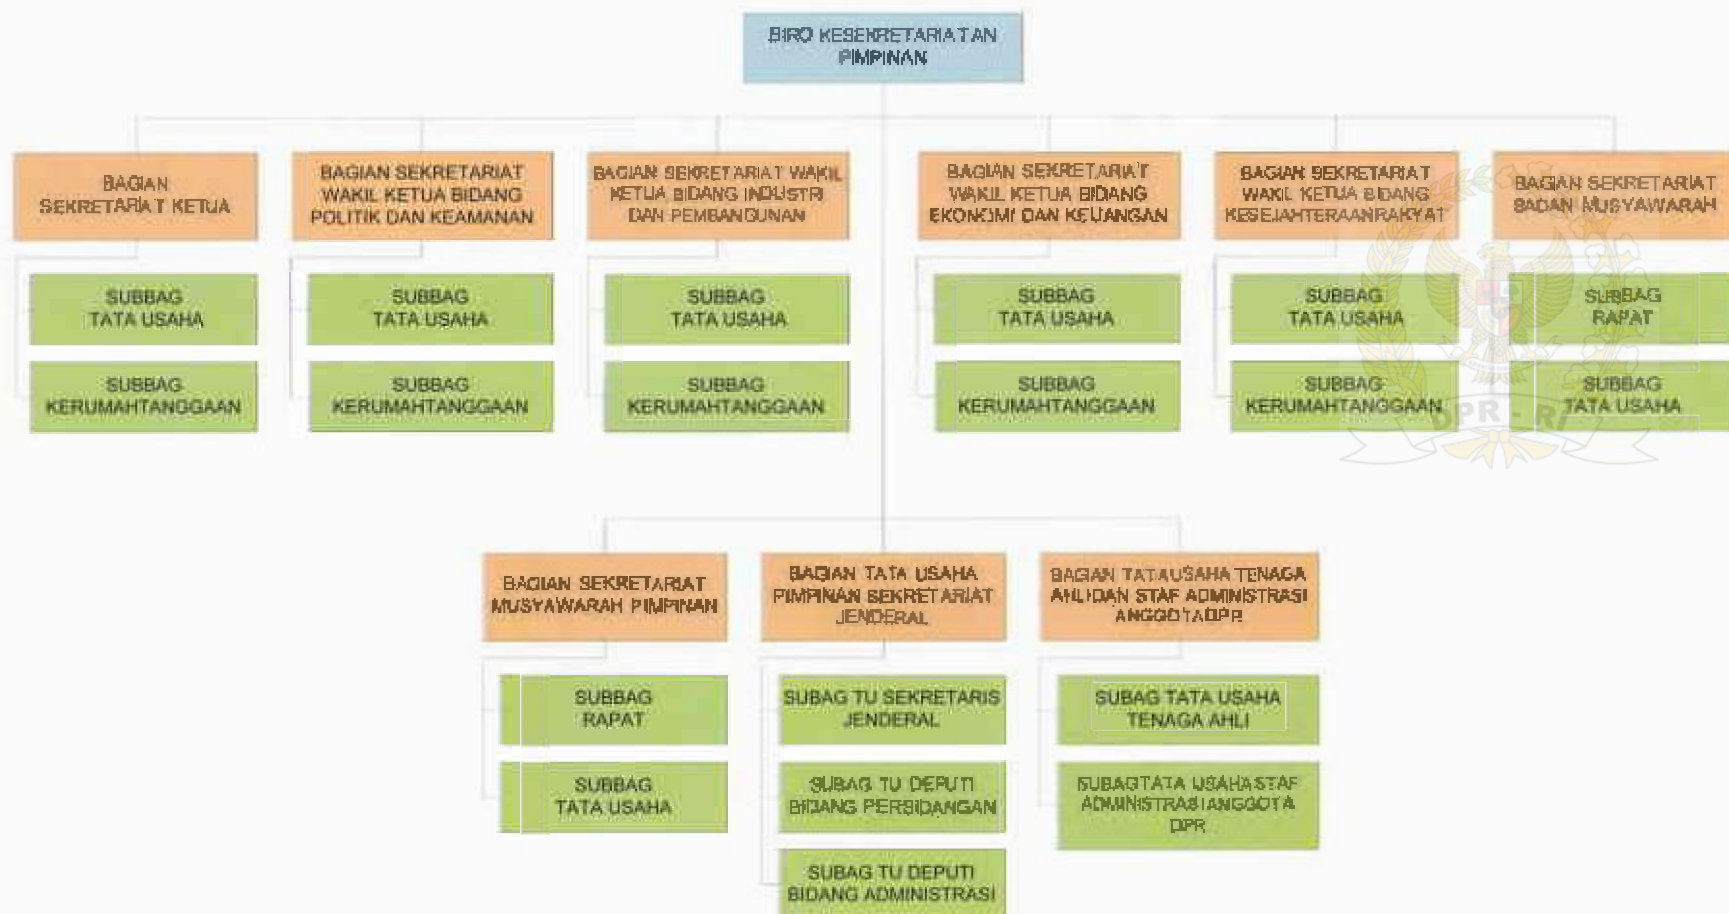 BIRO KESEKRETARIATAN
PIMPINAN
BAGIAN
SEKRETARIAT KETUA
BAGIAN SEKRETARIAT
WAKIL KETUA BIDANG
POLITIK DAN KEAMANAN
BAGIAN SEKRETARIAT WAKIL
KETUA BIDANG INDUSTRI
DAN PEMBANGUNAN
BAGIAN SEKRETARIAT
WAKIL KETUA BIDANG
EKONOMI DAN KEUANGAN
BAGIAN SEKRETARIAT
WAKIL KETUA BIDANG
KESEJAHTERAAN RAKYAT
BAGIAN SEKRETARIAT
BADAN MUSYAWARAH
SUBBAG
TATA USAHA
SUBBAG
TATA USAHA
SUBBAG
TATA USAHA
SUBBAG
TATA USAHA
SUBBAG
TATA USAHA
SUBBAG
RAPAT
SUBBAG
KERUMAHTANGGAAN
SUBBAG
KERUMAHTANGGAAN
SUBBAG
KERUMAHTANGGAAN
SUBBAG
KERUMAHTANGGAAN
SUBBAG
KERUMAHTANGGAAN
SUBBAG
TATA USAHA
DPR - RI
BAGIAN SEKRETARIAT
MUSYAWARAH PIMPINAN
BAGIAN TATA USAHA
PIMPINAN SEKRETARIAT
JENDERAL
BAGIAN TATA USAHA TENAGA
AHLI DAN STAF ADMINISTRASI
ANGGOTA DPR
SUBBAG
RAPAT
SUBAG TU SEKRETARIS
JENDERAL
SUBAG TATA USAHA
TENAGA AHLI
SUBBAG
TATA USAHA
SUBAG TU DEPUTI
BIDANG PERSIDANGAN
SUBAG TATA USAHA STAF
ADMINISTRASI ANGGOTA
DPR
SUBAG TU DEPUTI
BIDANG ADMINISTRASI